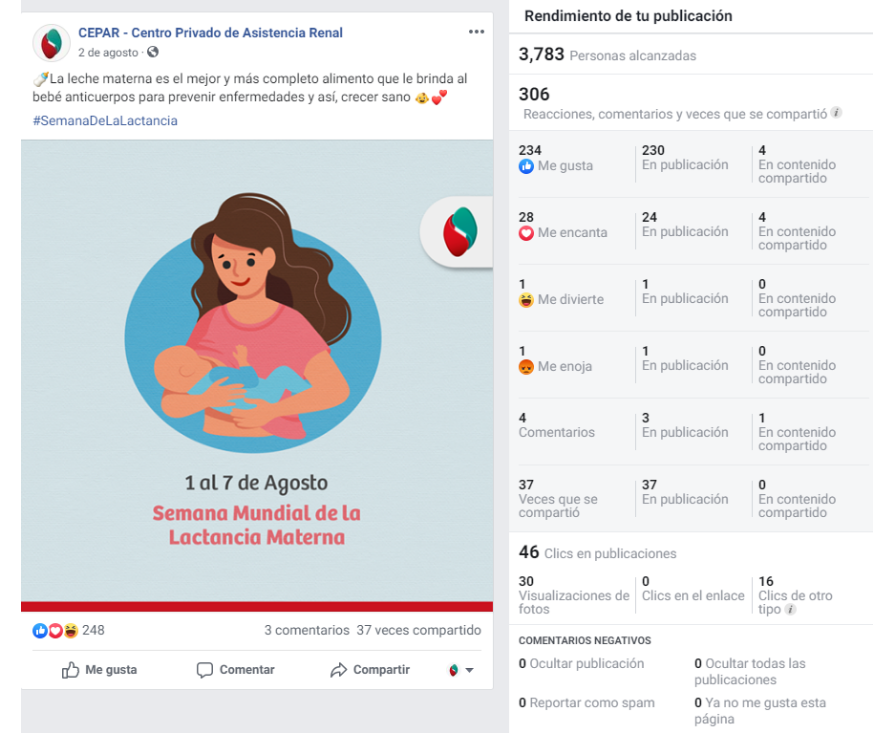 CEPAR - Centro Privado de Asistencia Renal
2 de agosto ·
La leche materna es el mejor y más completo alimento que le brinda al
bebé anticuerpos para prevenir enfermedades y así, crecer sano
#SemanaDeLaLactancia
1 al 7 de Agosto
Semana Mundial de la
Lactancia Materna
248
3 comentarios 37 veces compartido
Me gusta
Comentar
Compartir
Rendimiento de tu publicación
3,783 Personas alcanzadas
306
Reacciones, comentarios y veces que se compartió
234
Me gusta
230
En publicación
4
En contenido
compartido
28
Me encanta
24
En publicación
4
En contenido
compartido
1
Me divierte
1
En publicación
0
En contenido
compartido
1
Me enoja
1
En publicación
0
En contenido
compartido
4
Comentarios
3
En publicación
1
En contenido
compartido
37
Veces que se
compartió
37
En publicación
0
En contenido
compartido
46 Clics en publicaciones
30
Visualizaciones de
fotos
0
Clics en el enlace
16
Clics de otro
tipo
COMENTARIOS NEGATIVOS
0 Ocultar publicación
0 Ocultar todas las
publicaciones
0 Reportar como spam
0 Ya no me gusta esta
página